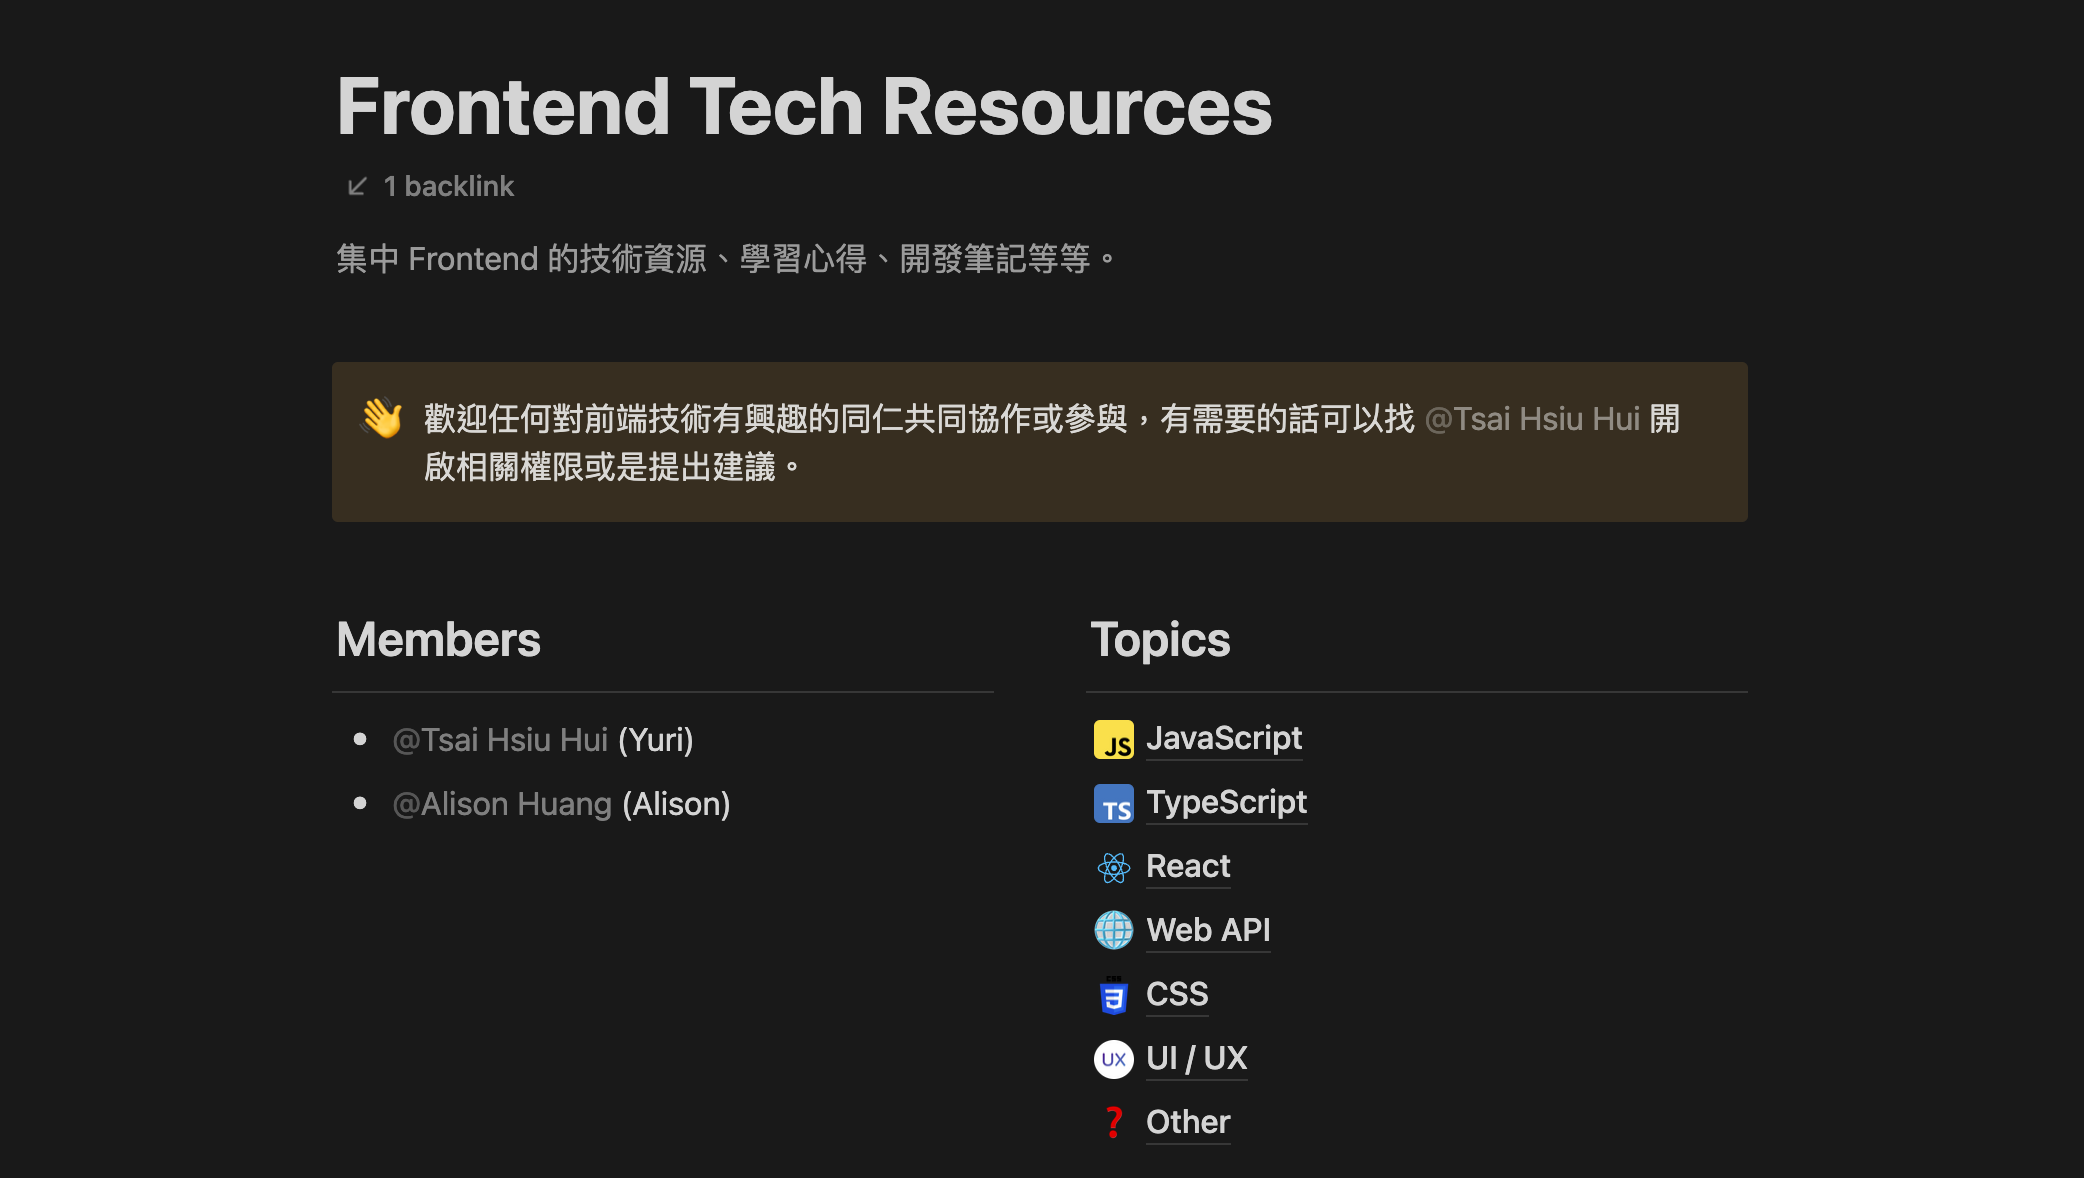 Frontend Tech Resources
1 backlink
集中 Frontend 的技術資源、學習心得、開發筆記等等。
歡迎任何對前端技術有興趣的同仁共同協作或參與，有需要的話可以找 @Tsai Hsiu Hui 開
啟相關權限或是提出建議。
Members
@Tsai Hsiu Hui (Yuri)
@Alison Huang (Alison)
Topics
JS JavaScript
TS TypeScript
React
Web API
CSS
UX UI / UX
Other